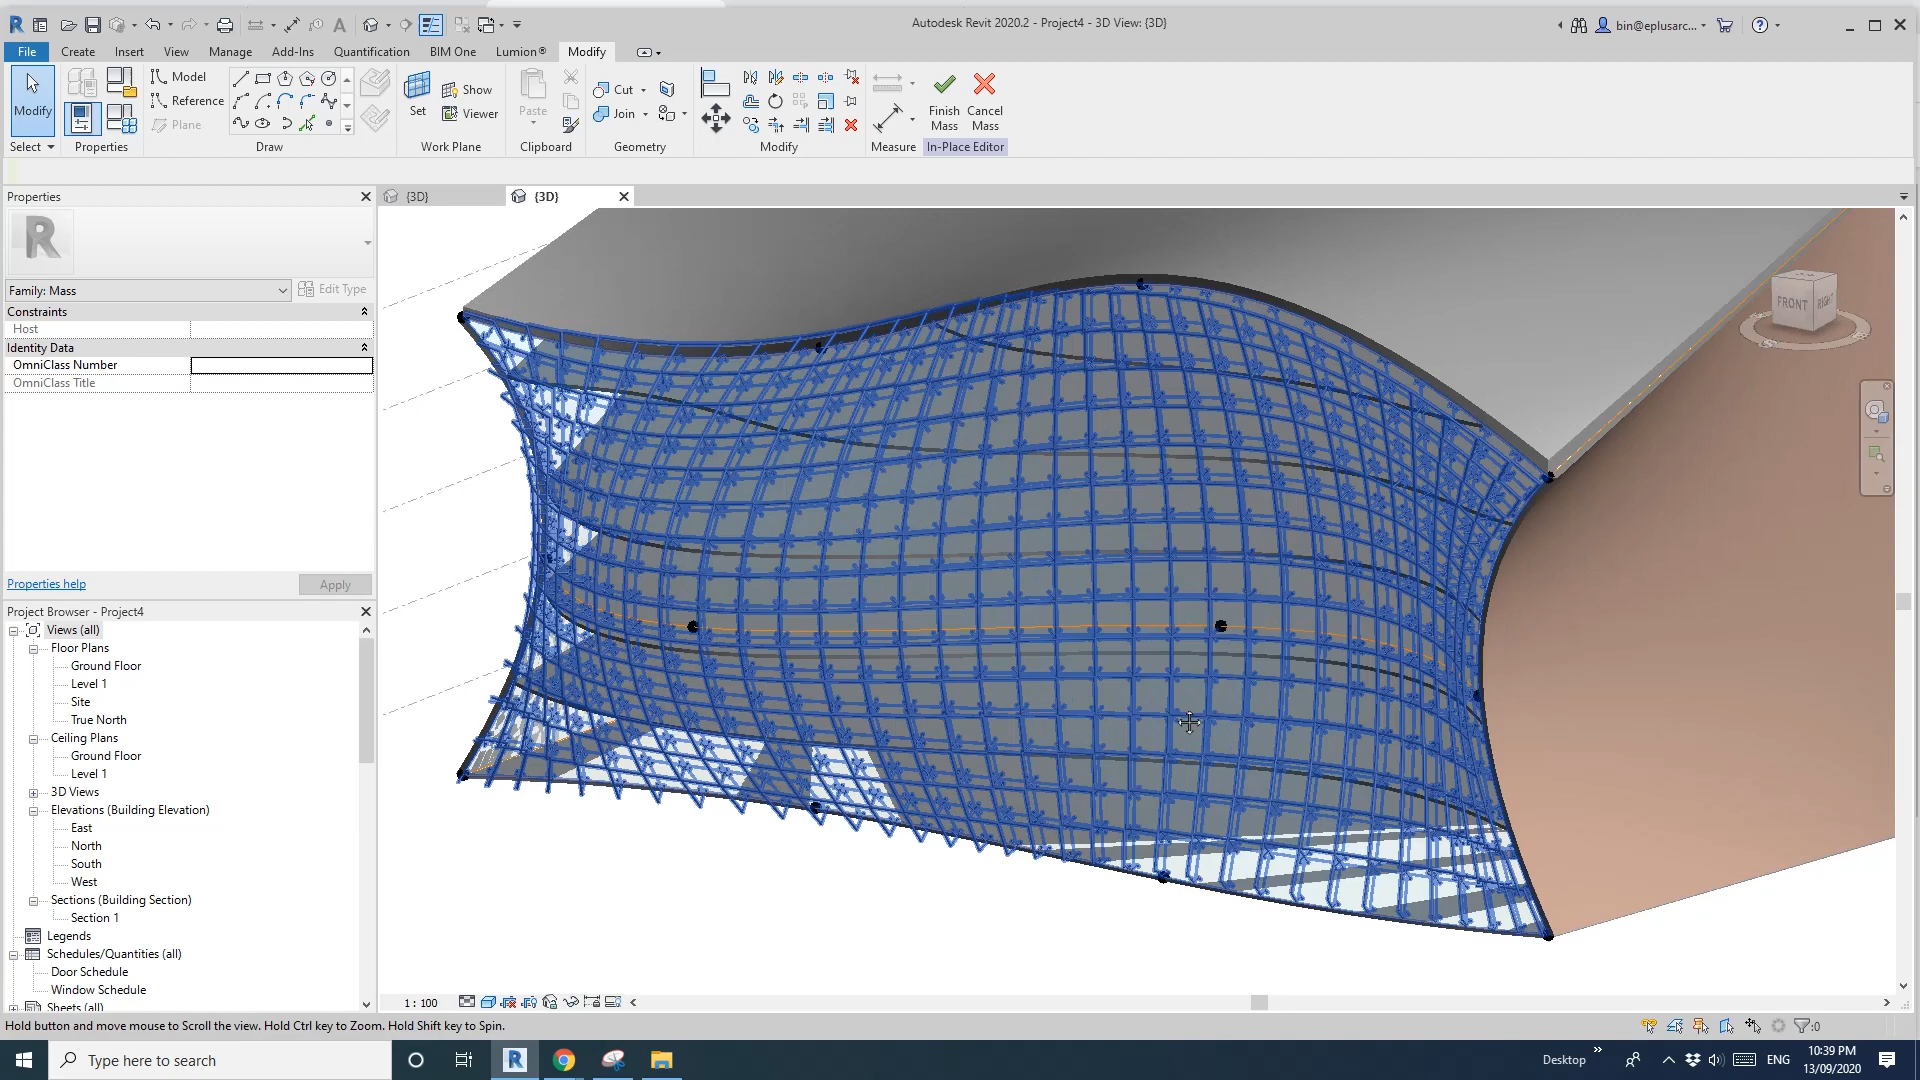 Autodesk Revit 2020.2 - Project4 - 3D View: {3D}
bin@eplusarc...
File Create Insert View Manage Add-Ins Quantification BIM One Lumion® Modify
Modify
Select
Properties
Model
Reference
Plane
Draw
Set
Show
Viewer
Work Plane
Paste
Clipboard
Cut
Join
Geometry
Modify
Measure
Finish Mass
Cancel Mass
In-Place Editor
Properties
{3D}
{3D}
R
Family: Mass
Edit Type
Constraints
Host
Identity Data
OmniClass Number
OmniClass Title
Properties help
Apply
Project Browser - Project4
Views (all)
Floor Plans
Ground Floor
Level 1
Site
True North
Ceiling Plans
Ground Floor
Level 1
3D Views
Elevations (Building Elevation)
East
North
South
West
Sections (Building Section)
Section 1
Legends
Schedules/Quantities (all)
Door Schedule
Window Schedule
Sheets (all)
FRONT
RIGHT
S
1 : 100
Hold button and move mouse to Scroll the view. Hold Ctrl key to Zoom. Hold Shift key to Spin.
:0
Type here to search
Desktop
ENG
10:39 PM
13/09/2020